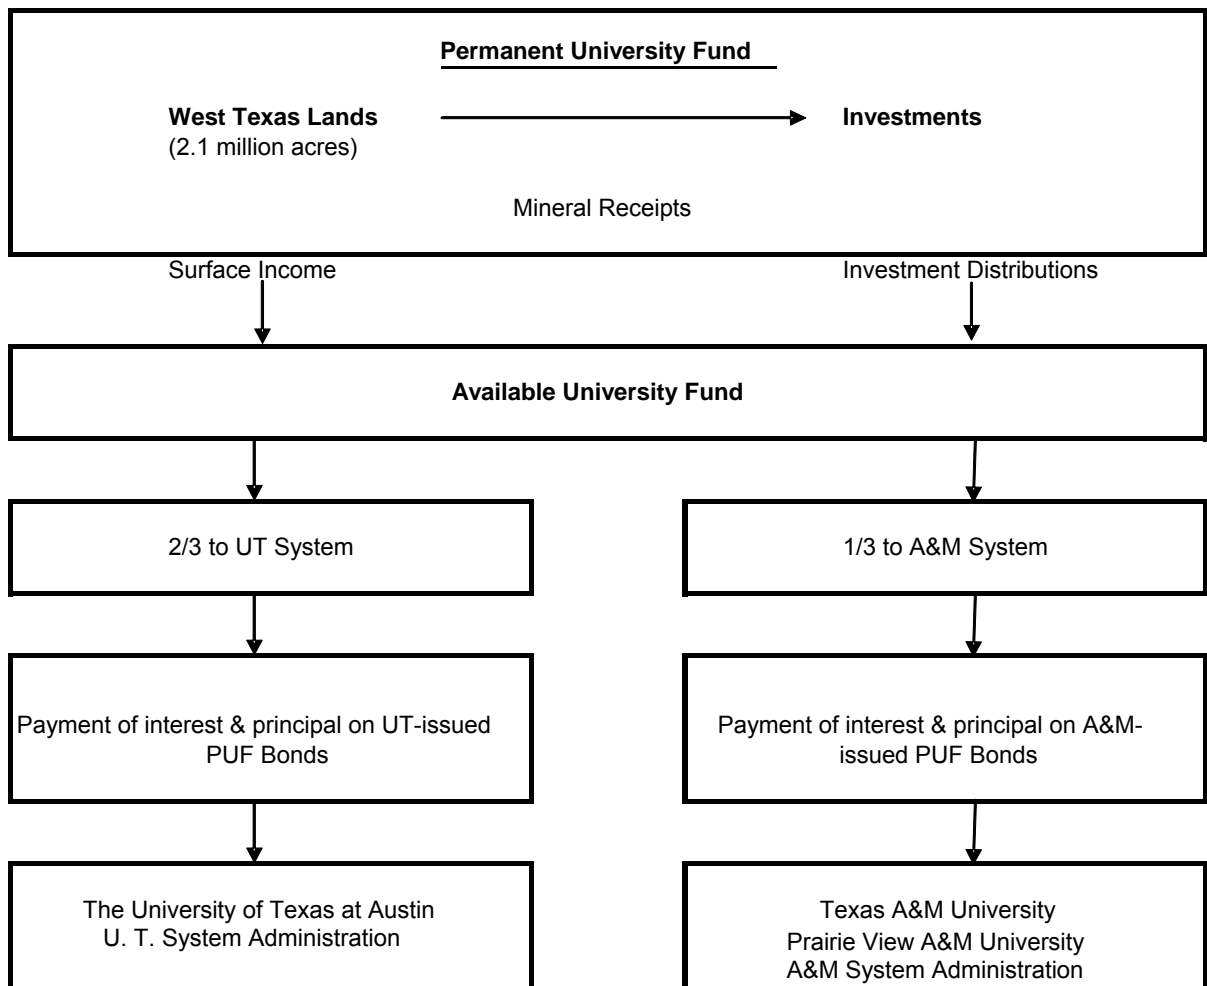 Permanent University Fund
West Texas Lands
Investments
(2.1 million acres)
Mineral Receipts
Surface Income
Investment Distributions
Available University Fund
2/3 to UT System
1/3 to A&M System
Payment of interest & principal on UT-issued
PUF Bonds
Payment of interest & principal on A&M-
issued PUF Bonds
The University of Texas at Austin
U. T. System Administration
Texas A&M University
Prairie View A&M University
A&M System Administration